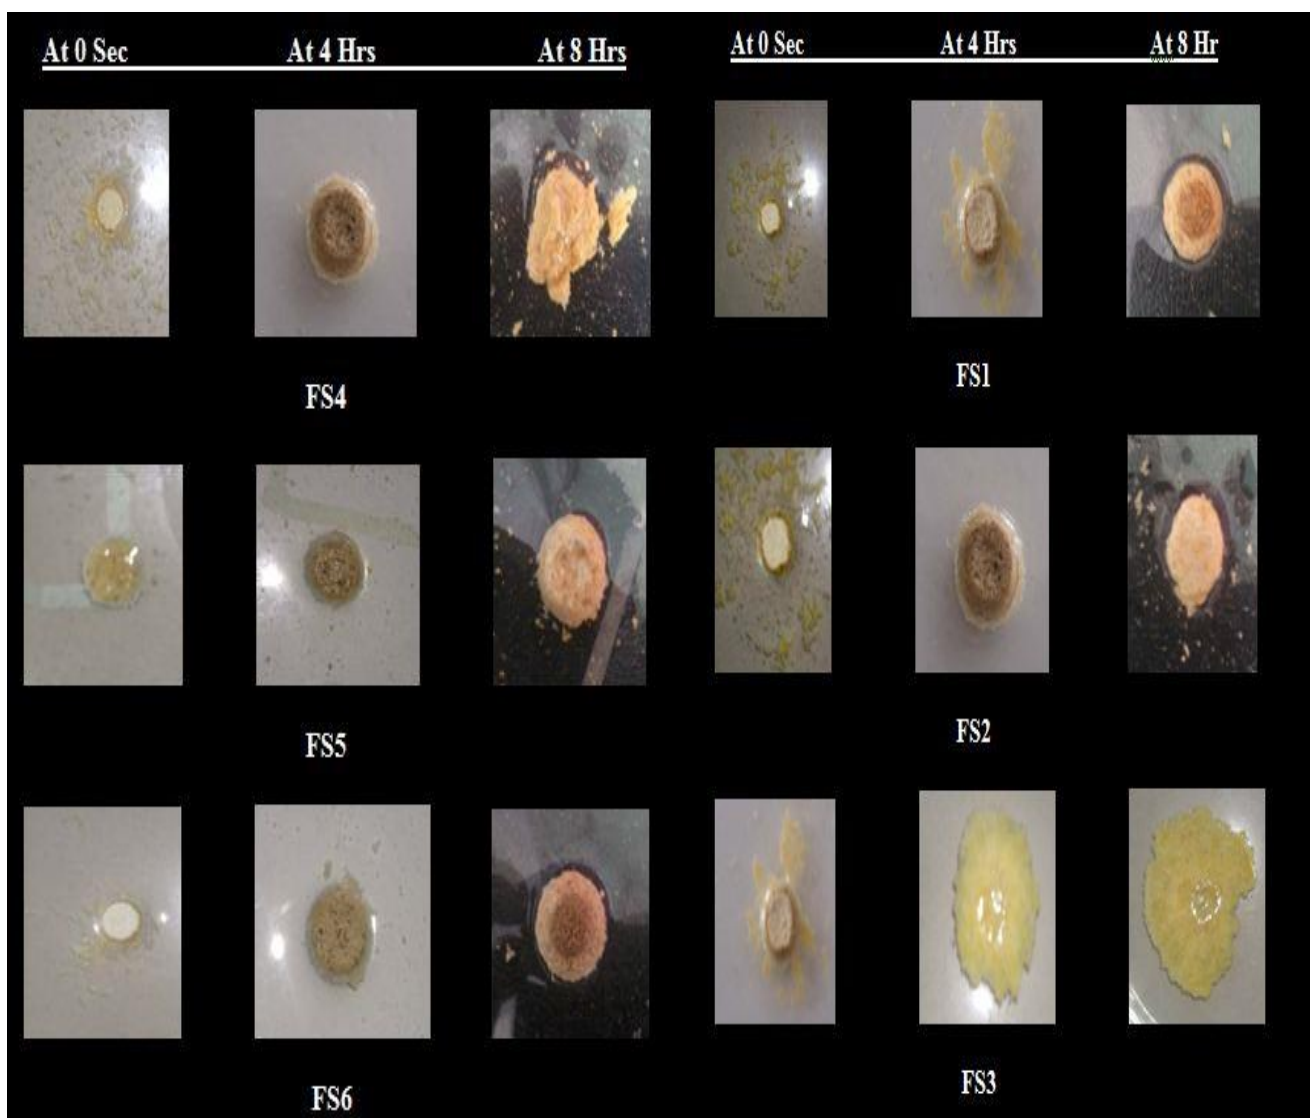 At 0 Sec At 4 Hrs At 8 Hrs
At 0 Sec At 4 Hrs At 8 Hr
FS4
FS1
FS5
FS2
FS6
FS3